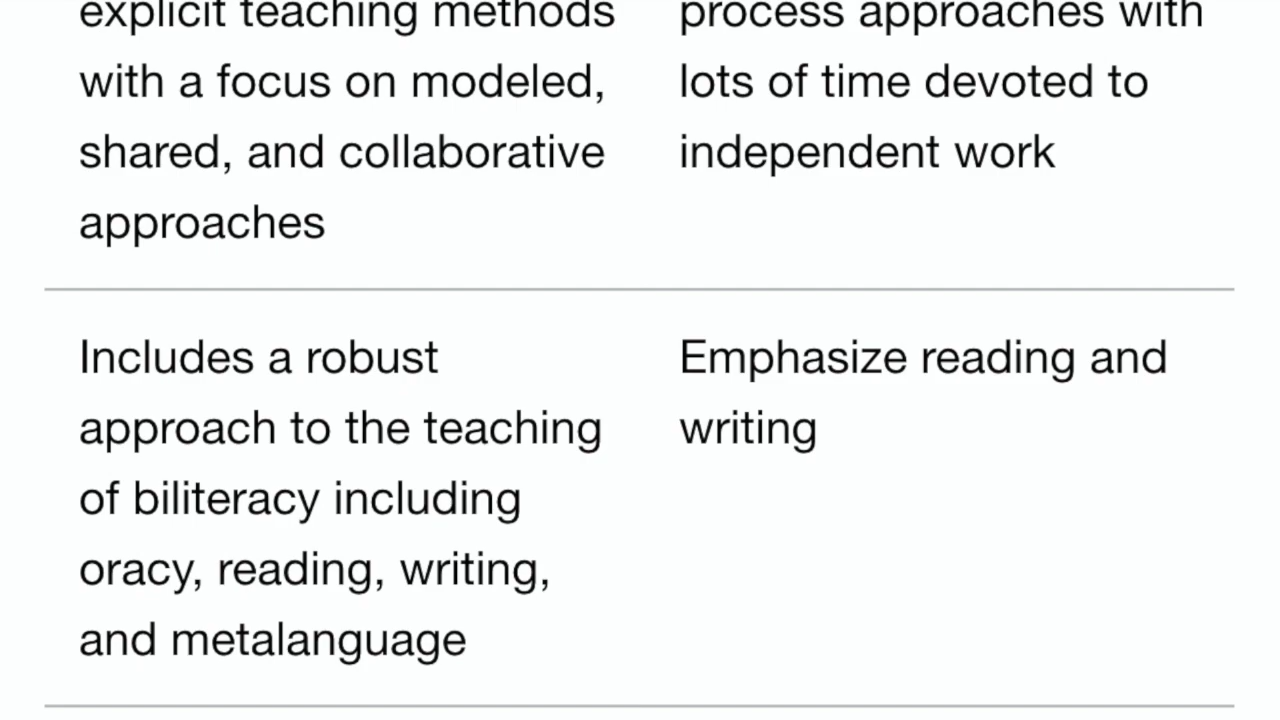 explicit teaching methods
with a focus on modeled,
shared, and collaborative
approaches
process approaches with
lots of time devoted to
independent work
Includes a robust
approach to the teaching
of biliteracy including
oracy, reading, writing,
and metalanguage
Emphasize reading and
writing